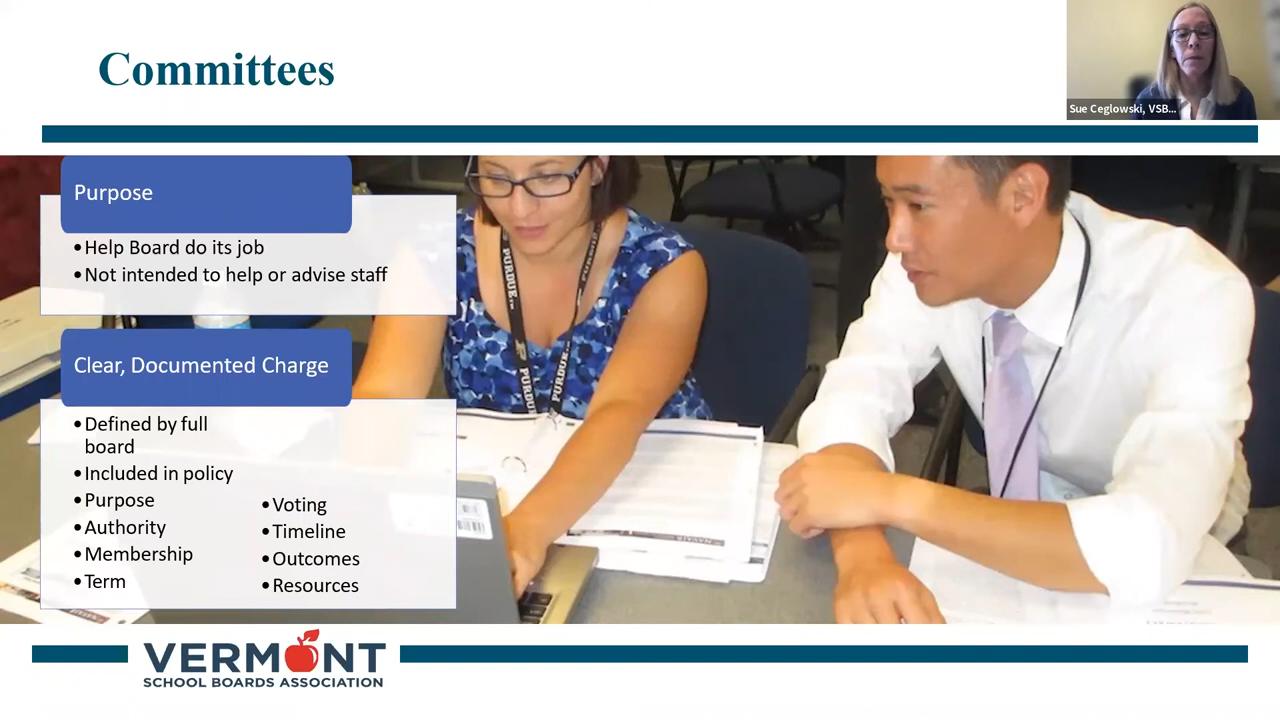 Committees
Sue Ceglowski, VSB...
Purpose
•Help Board do its job
•Not intended to help or advise staff
Clear, Documented Charge
•Defined by full
board
•Included in policy
•Purpose
•Authority
•Membership
•Term
•Voting
•Timeline
•Outcomes
•Resources
PURDUE
PURDUE
PURDUE
VERMONT
SCHOOL BOARDS ASSOCIATION